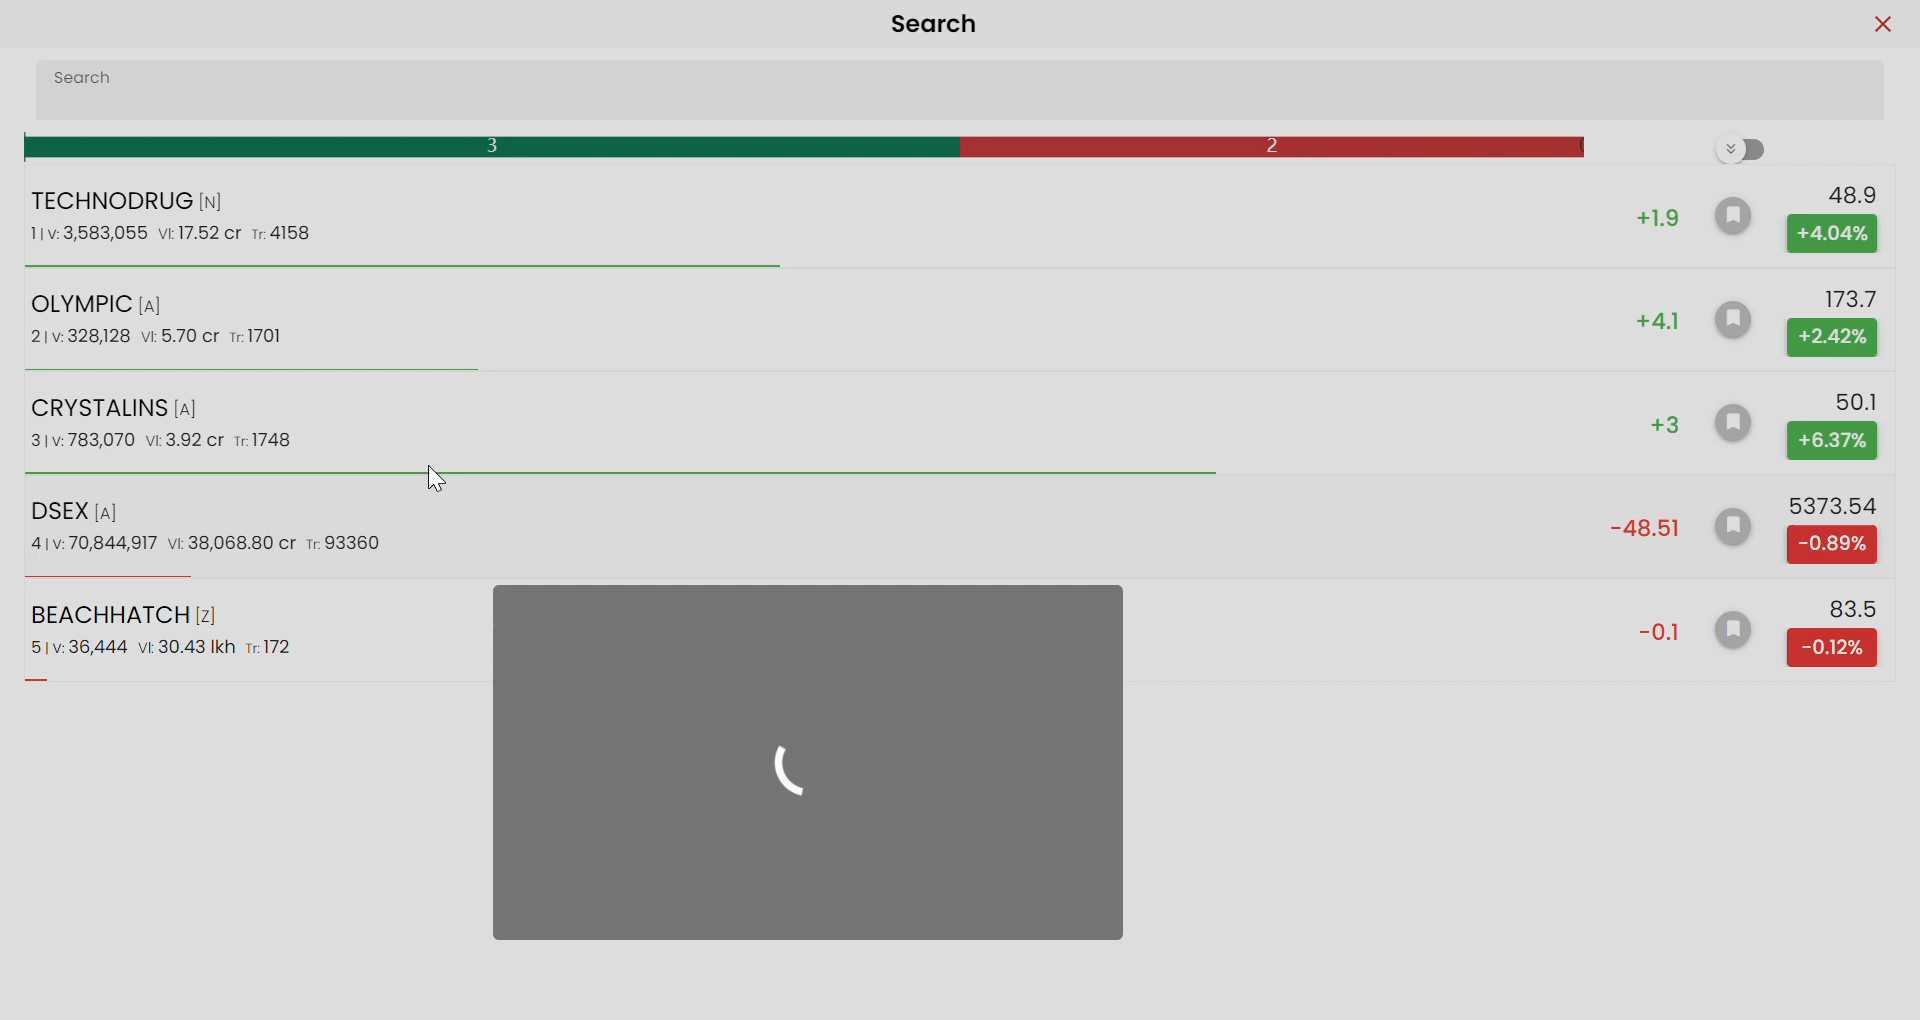 Search
Search
3 2
TECHNODRUG [N]
1 | V: 3,583,055 Vl: 17.52 cr Tr: 4158
+1.9
48.9
+4.04%
OLYMPIC [A]
2 | V: 328,128 Vl: 5.70 cr Tr: 1701
+4.1
173.7
+2.42%
CRYSTALINS [A]
3 | V: 783,070 Vl: 3.92 cr Tr: 1748
+3
50.1
+6.37%
DSEX [A]
4 | V: 70,844,917 Vl: 38,068.80 cr Tr: 93360
-48.51
5373.54
-0.89%
BEACHHATCH [Z]
5 | V: 36,444 Vl: 30.43 lkh Tr: 172
-0.1
83.5
-0.12%